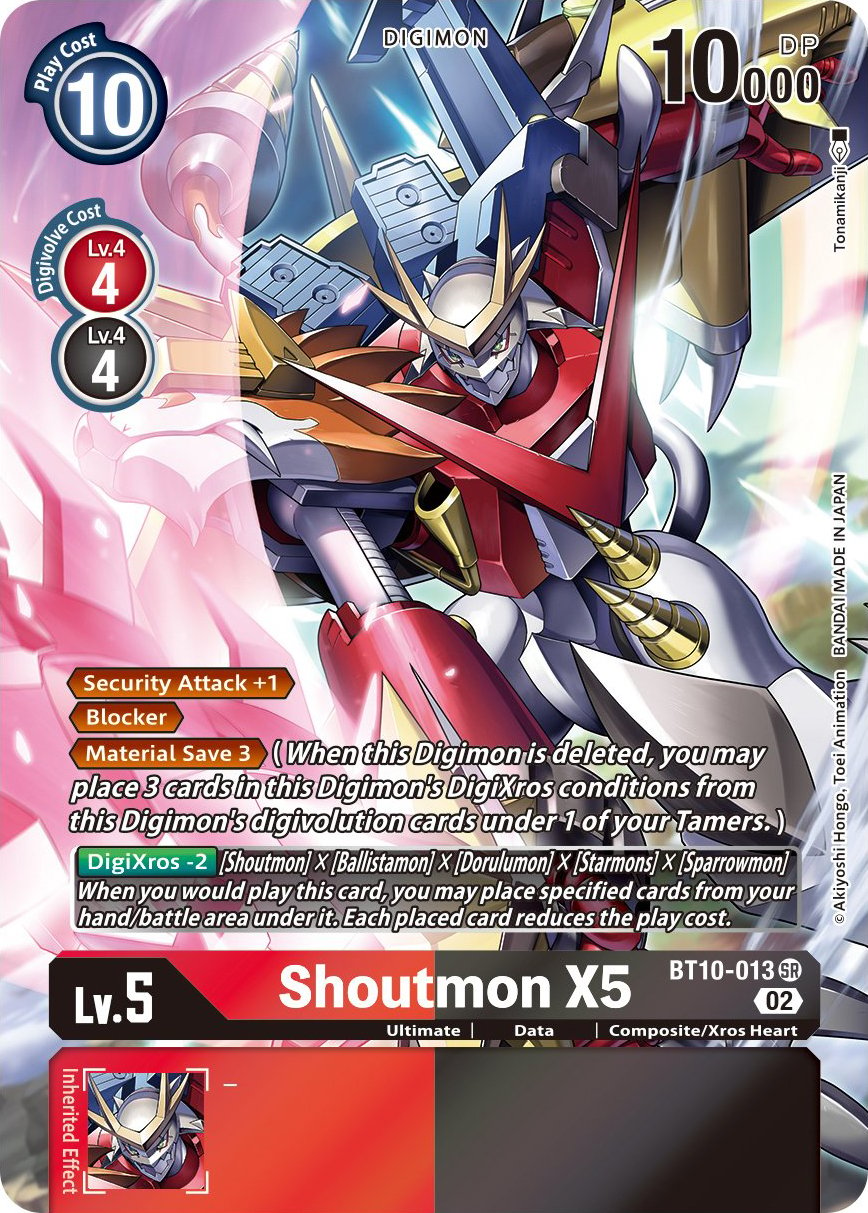 DIGIMON
Play Cost
10
10000
DP
Digivolve Cost
Lv.4
4
Lv.4
4
Tonamikanji
Security Attack +1
Blocker
Material Save 3 (When this Digimon is deleted, you may
place 3 cards in this Digimon's DigiXros conditions from
this Digimon's digivolution cards under 1 of your Tamers.)
DigiXros -2 [Shoutmon] × [Ballistamon] × [Dorulumon] × [Starmons] × [Sparrowmon]
When you would play this card, you may place specified cards from your
hand/battle area under it. Each placed card reduces the play cost.
© Akiyoshi Hongo, Toei Animation BANDAI MADE IN JAPAN
Lv.5
Shoutmon X5
BT10-013 SR
02
Ultimate | Data | Composite/Xros Heart
Inherited Effect
–